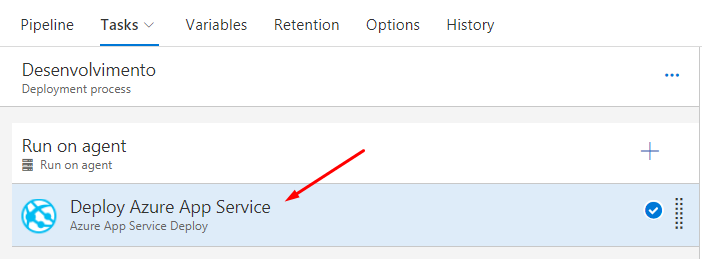 Pipeline Tasks Variables Retention Options History
Desenvolvimento
Deployment process
Run on agent
Run on agent
Deploy Azure App Service
Azure App Service Deploy